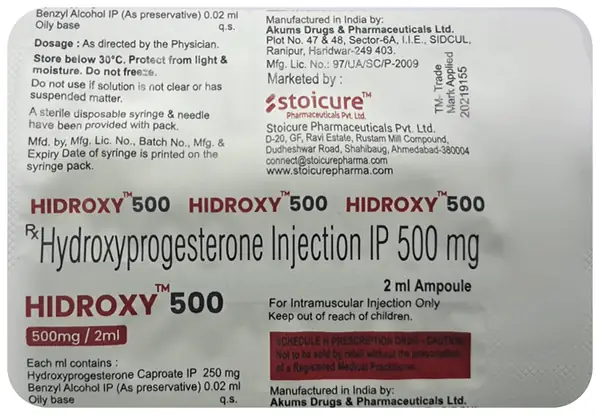 Benzyl Alcohol IP (As preservative) 0.02 ml
Oily base q.s.
Dosage : As directed by the Physician.
Store below 30°C. Protect from light &
moisture. Do not freeze.
Do not use if solution is not clear or has
suspended matter.
A sterile disposable syringe & needle
have been provided with pack.
Mfd. by, Mfg. Lic. No., Batch No., Mfg. &
Expiry Date of syringe is printed on the
syringe pack.
Manufactured in India by:
Akums Drugs & Pharmaceuticals Ltd.
Plot No. 47 & 48, Sector-6A, I.I.E., SIDCUL,
Ranipur, Haridwar-249 403.
Mfg. Lic. No.: 97/UA/SC/P-2009
Marketed by :
stoicure™
Pharmaceuticals Pvt. Ltd.
Stoicure Pharmaceuticals Pvt. Ltd.
D-20, GF, Ravi Estate, Rustam Mill Compound,
Dudheshwar Road, Shahibaug, Ahmedabad-380004
connect@stoicurepharma.com
www.stoicurepharma.com
TM- Trade
Mark Applied
20219155
HIDROXY™500 HIDROXY™500 HIDROXY™500
Rx Hydroxyprogesterone Injection IP 500 mg
2 ml Ampoule
HIDROXY™500
500mg / 2ml
For Intramuscular Injection Only
Keep out of reach of children.
SCHEDULE H PRESCRIPTION DRUG - CAUTION
Not to be sold by retail without the prescription
of a Registered Medical Practitioner.
Each ml contains :
Hydroxyprogesterone Caproate IP 250 mg
Benzyl Alcohol IP (As preservative) 0.02 ml
Oily base q.s.
Manufactured in India by:
Akums Drugs & Pharmaceuticals Ltd.